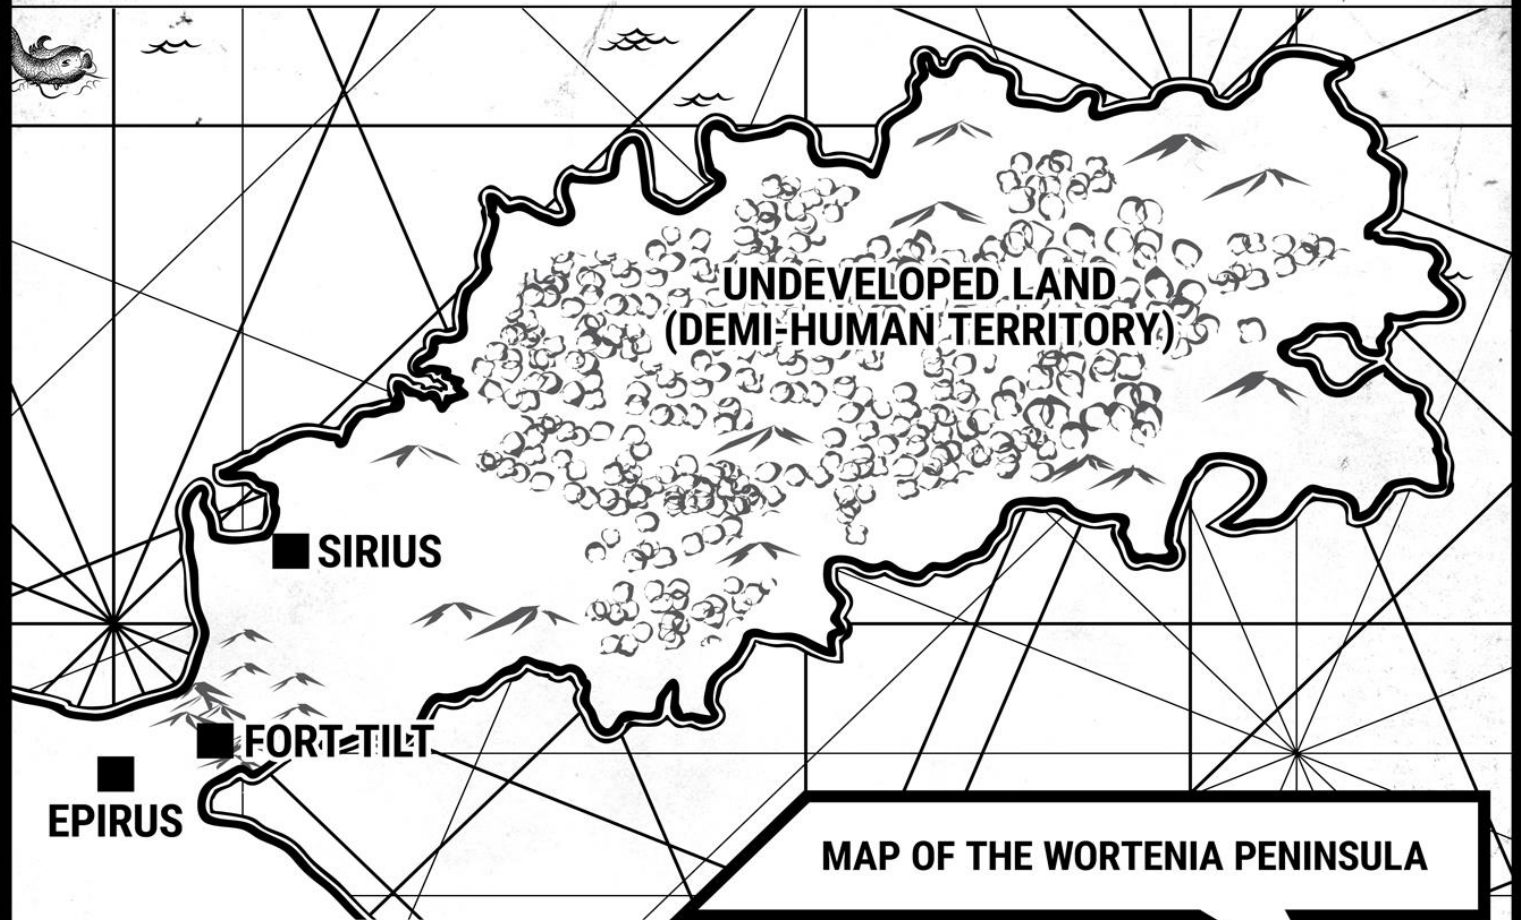 UNDEVELOPED LAND
(DEMI-HUMAN TERRITORY)
SIRIUS
FORT TILT
EPIRUS
MAP OF THE WORTENIA PENINSULA